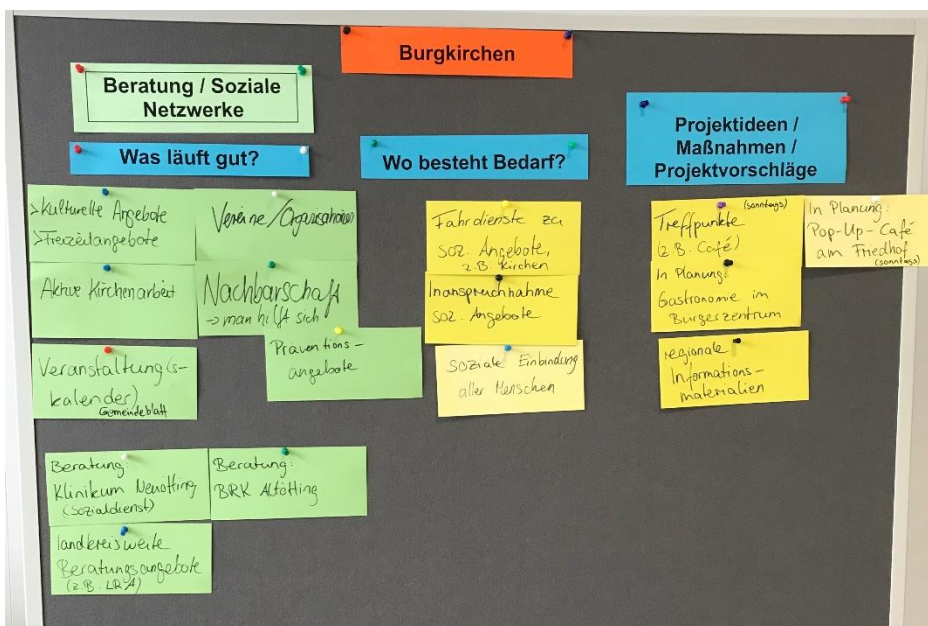 Burgkirchen
Beratung / Soziale
Netzwerke
Was läuft gut?
>Kulturelle Angebote
>Freizeitangebote
Vereine/Organisationen
Aktive Kirchenarbeit
Nachbarschaft
→ man hilft sich
Präventions-
angebote
Veranstaltung(s-
kalender)
Gemeindeblatt
Beratung:
Klinikum Neuötting
(Sozialdienst)
Beratung:
BRK Altötting
landkreisweite
Beratungsangebote
(z.B. LRA)
Wo besteht Bedarf?
Fahrdienste zu
soz. Angebote,
z.B. Kirchen
Inanspruchnahme
soz. Angebote
soziale Einbindung
aller Menschen
Projektideen /
Maßnahmen /
Projektvorschläge
(sonntags)
Treffpunkte
(z.B. Café)
In Planung:
Pop-Up-Café
am Friedhof
(sonntags)
In Planung:
Gastronomie im
Bürgerzentrum
regionale
Informations-
materialien